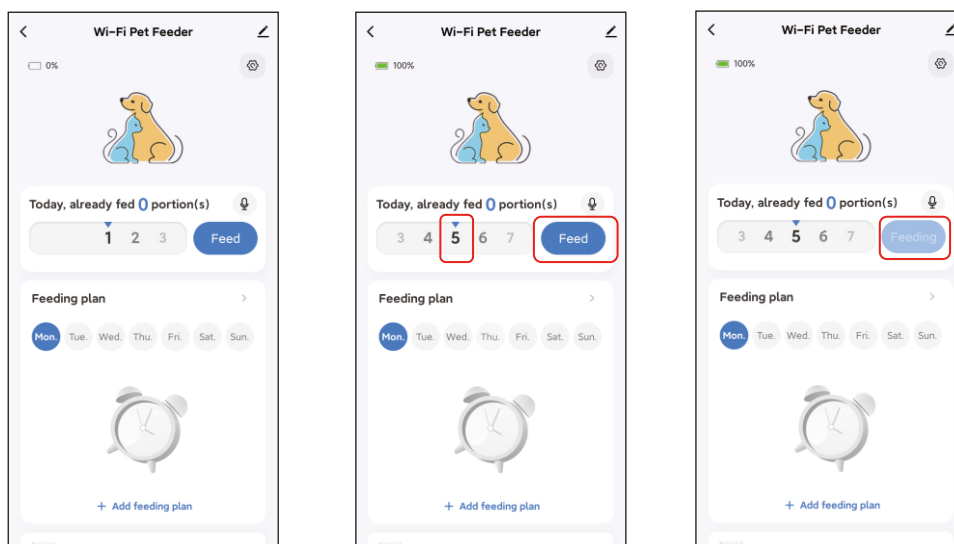 Wi-Fi Pet Feeder
0%
Today, already fed 0 portion(s)
1 2 3 Feed
Feeding plan
Mon. Tue. Wed. Thu. Fri. Sat. Sun.
+ Add feeding plan
Wi-Fi Pet Feeder
100%
Today, already fed 0 portion(s)
3 4 5 6 7 Feed
Feeding plan
Mon. Tue. Wed. Thu. Fri. Sat. Sun.
+ Add feeding plan
Wi-Fi Pet Feeder
100%
Today, already fed 0 portion(s)
3 4 5 6 7 Feeding
Feeding plan
Mon. Tue. Wed. Thu. Fri. Sat. Sun.
+ Add feeding plan